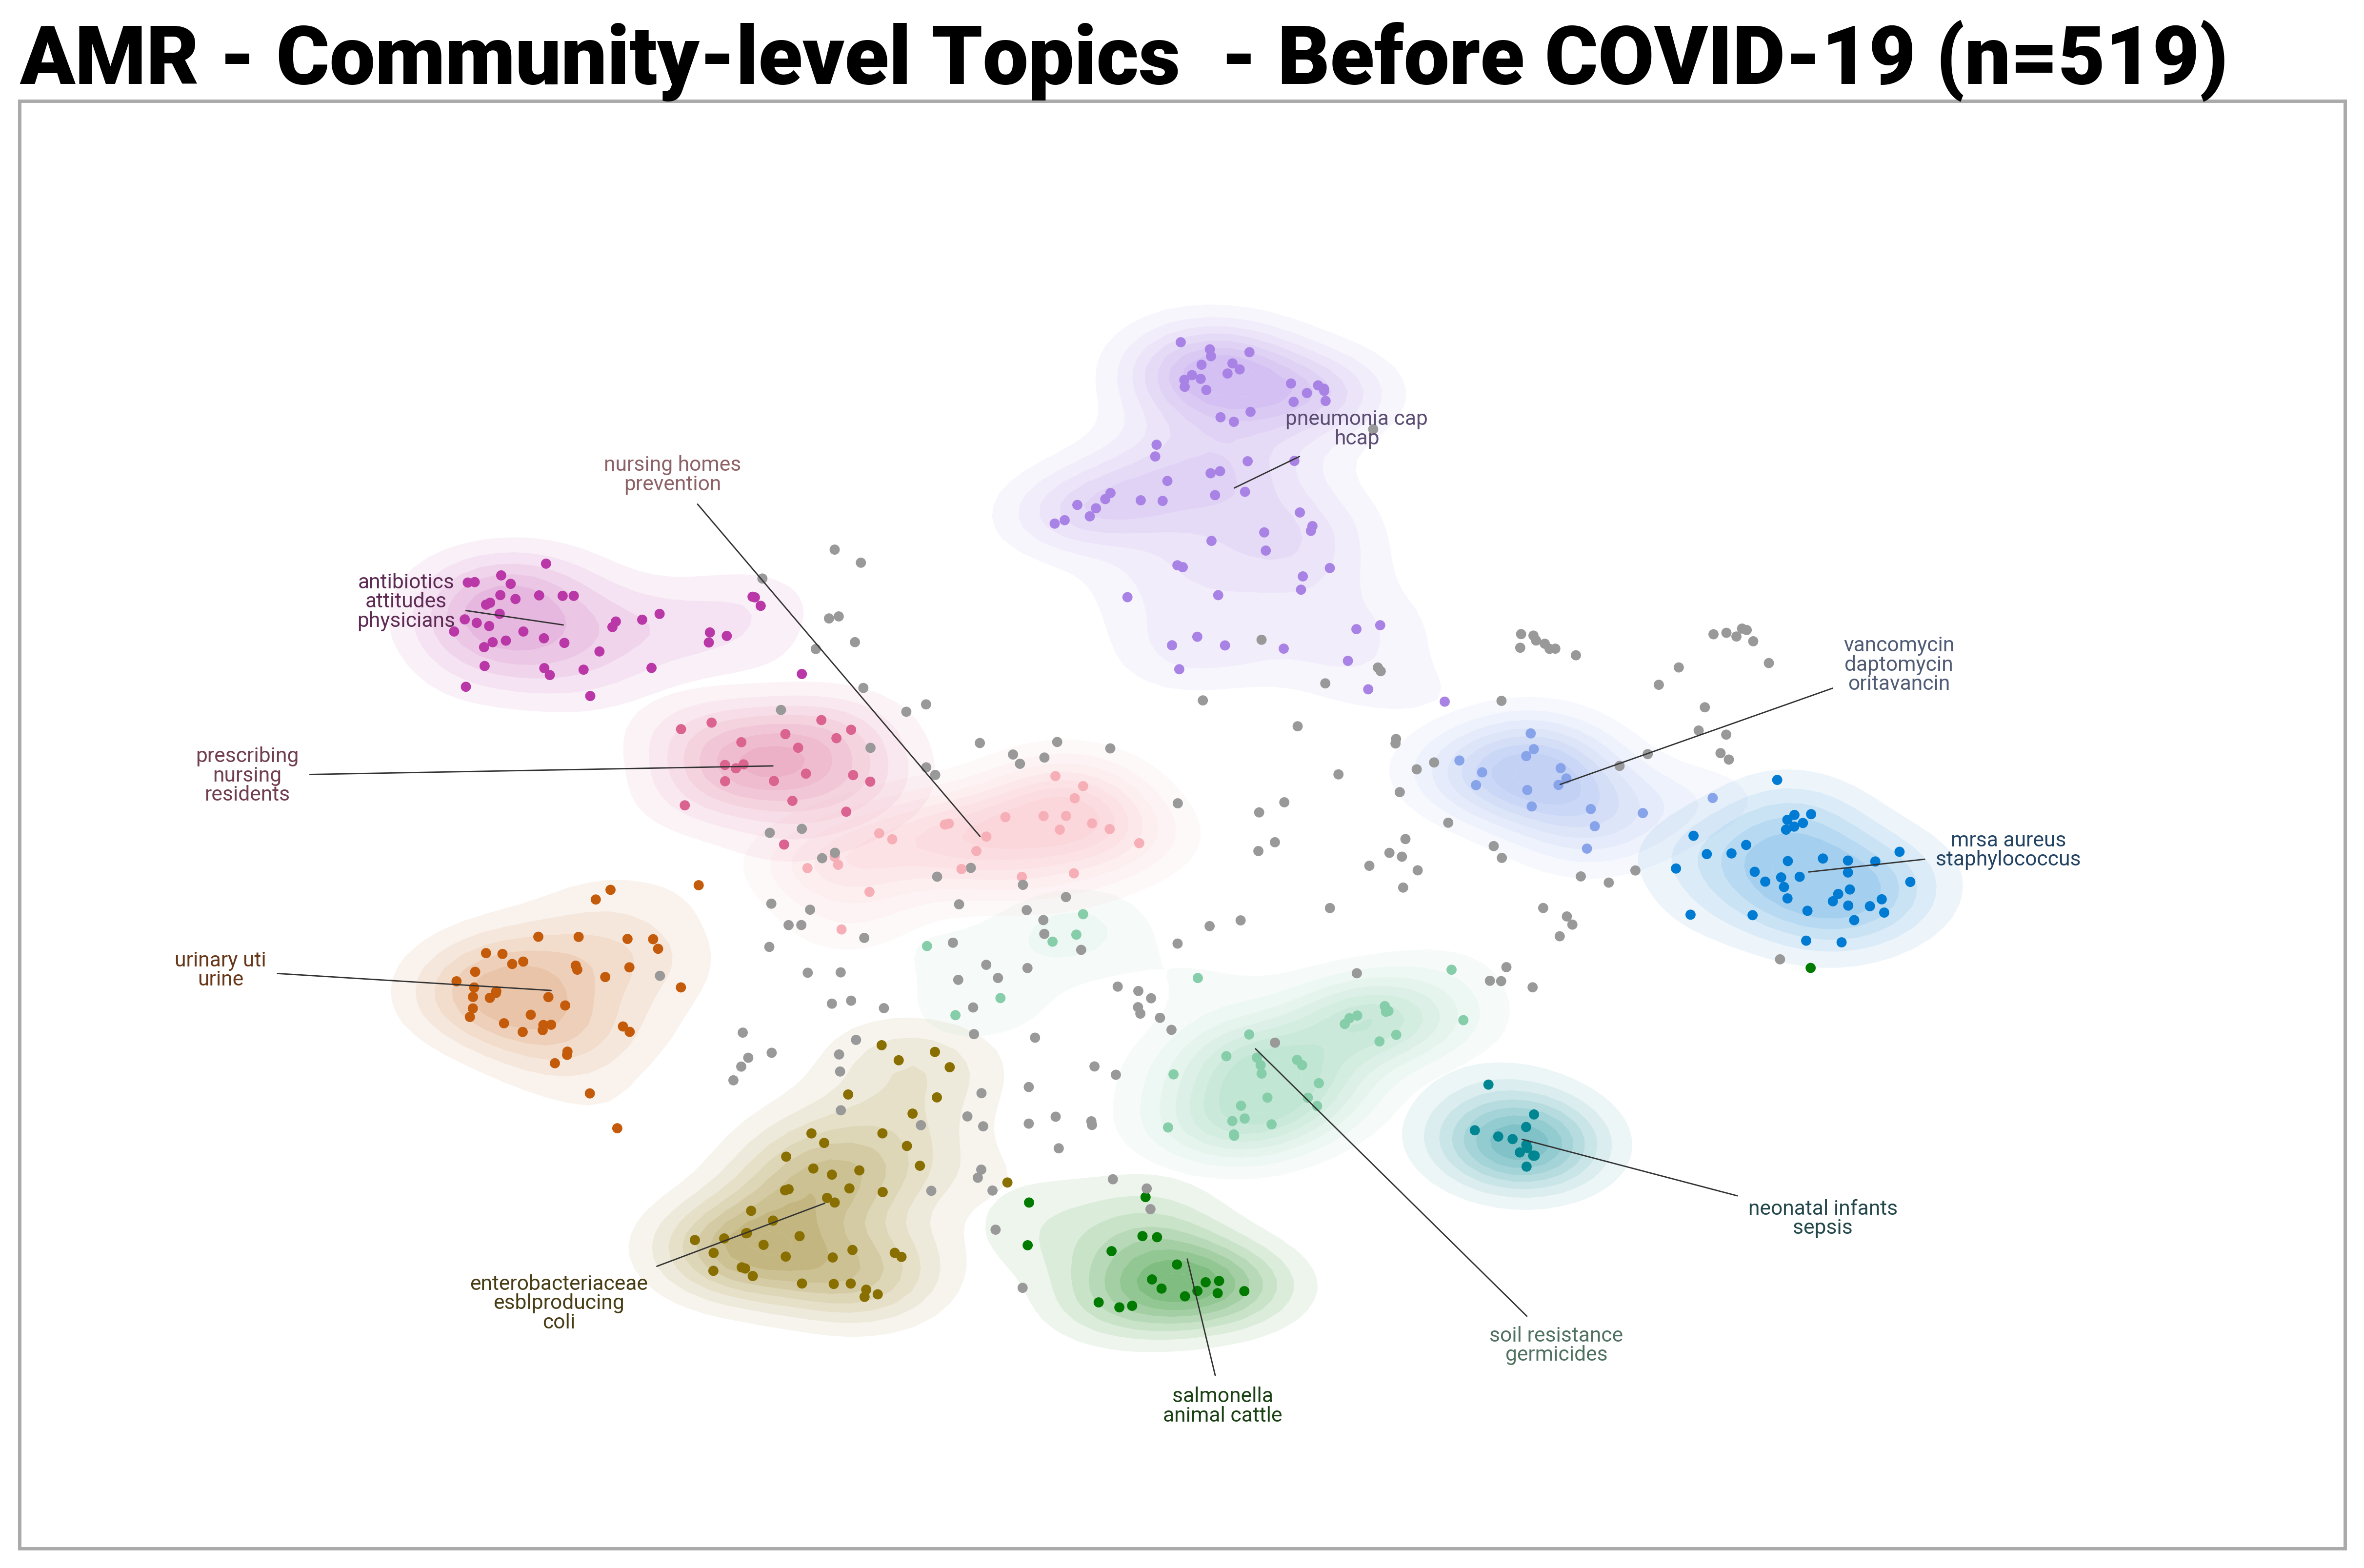 AMR - Community-level Topics - Before COVID-19 (n=519)
pneumonia cap
hcap
nursing homes
prevention
antibiotics
attitudes
physicians
vancomycin
daptomycin
oritavancin
prescribing
nursing
residents
mrsa aureus
staphylococcus
urinary uti
urine
neonatal infants
sepsis
enterobacteriaceae
esblproducing
coli
soil resistance
germicides
salmonella
animal cattle